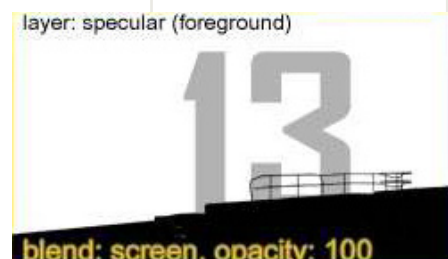 layer: specular (foreground)
13
blend: screen, opacity: 100